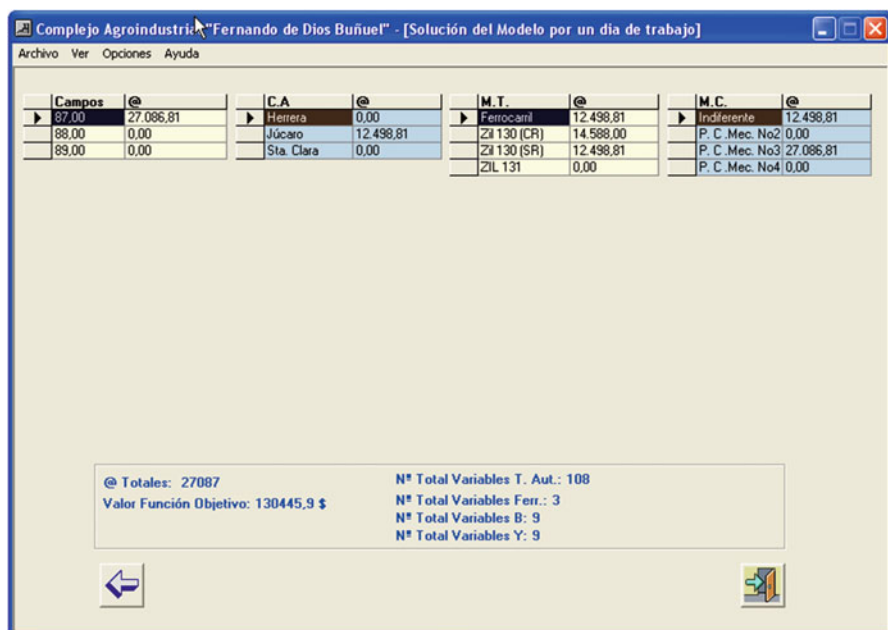 Complejo Agroindustrial "Fernando de Dios Buñuel" - [Solución del Modelo por un dia de trabajo]
Archivo Ver Opciones Ayuda
Campos @
87,00 27.086,81
88,00 0,00
89,00 0,00
C.A @
Herrera 0,00
Júcaro 12.498,81
Sta. Clara 0,00
M.T. @
Ferrocarril 12.498,81
Zil 130 (CR) 14.588,00
Zil 130 (SR) 12.498,81
ZIL 131 0,00
M.C. @
Indiferente 12.498,81
P. C .Mec. No2 0,00
P. C .Mec. No3 27.086,81
P. C .Mec. No4 0,00
@ Totales: 27087
Valor Función Objetivo: 130445,9 $
Nº Total Variables T. Aut.: 108
Nº Total Variables Ferr.: 3
Nº Total Variables B: 9
Nº Total Variables Y: 9